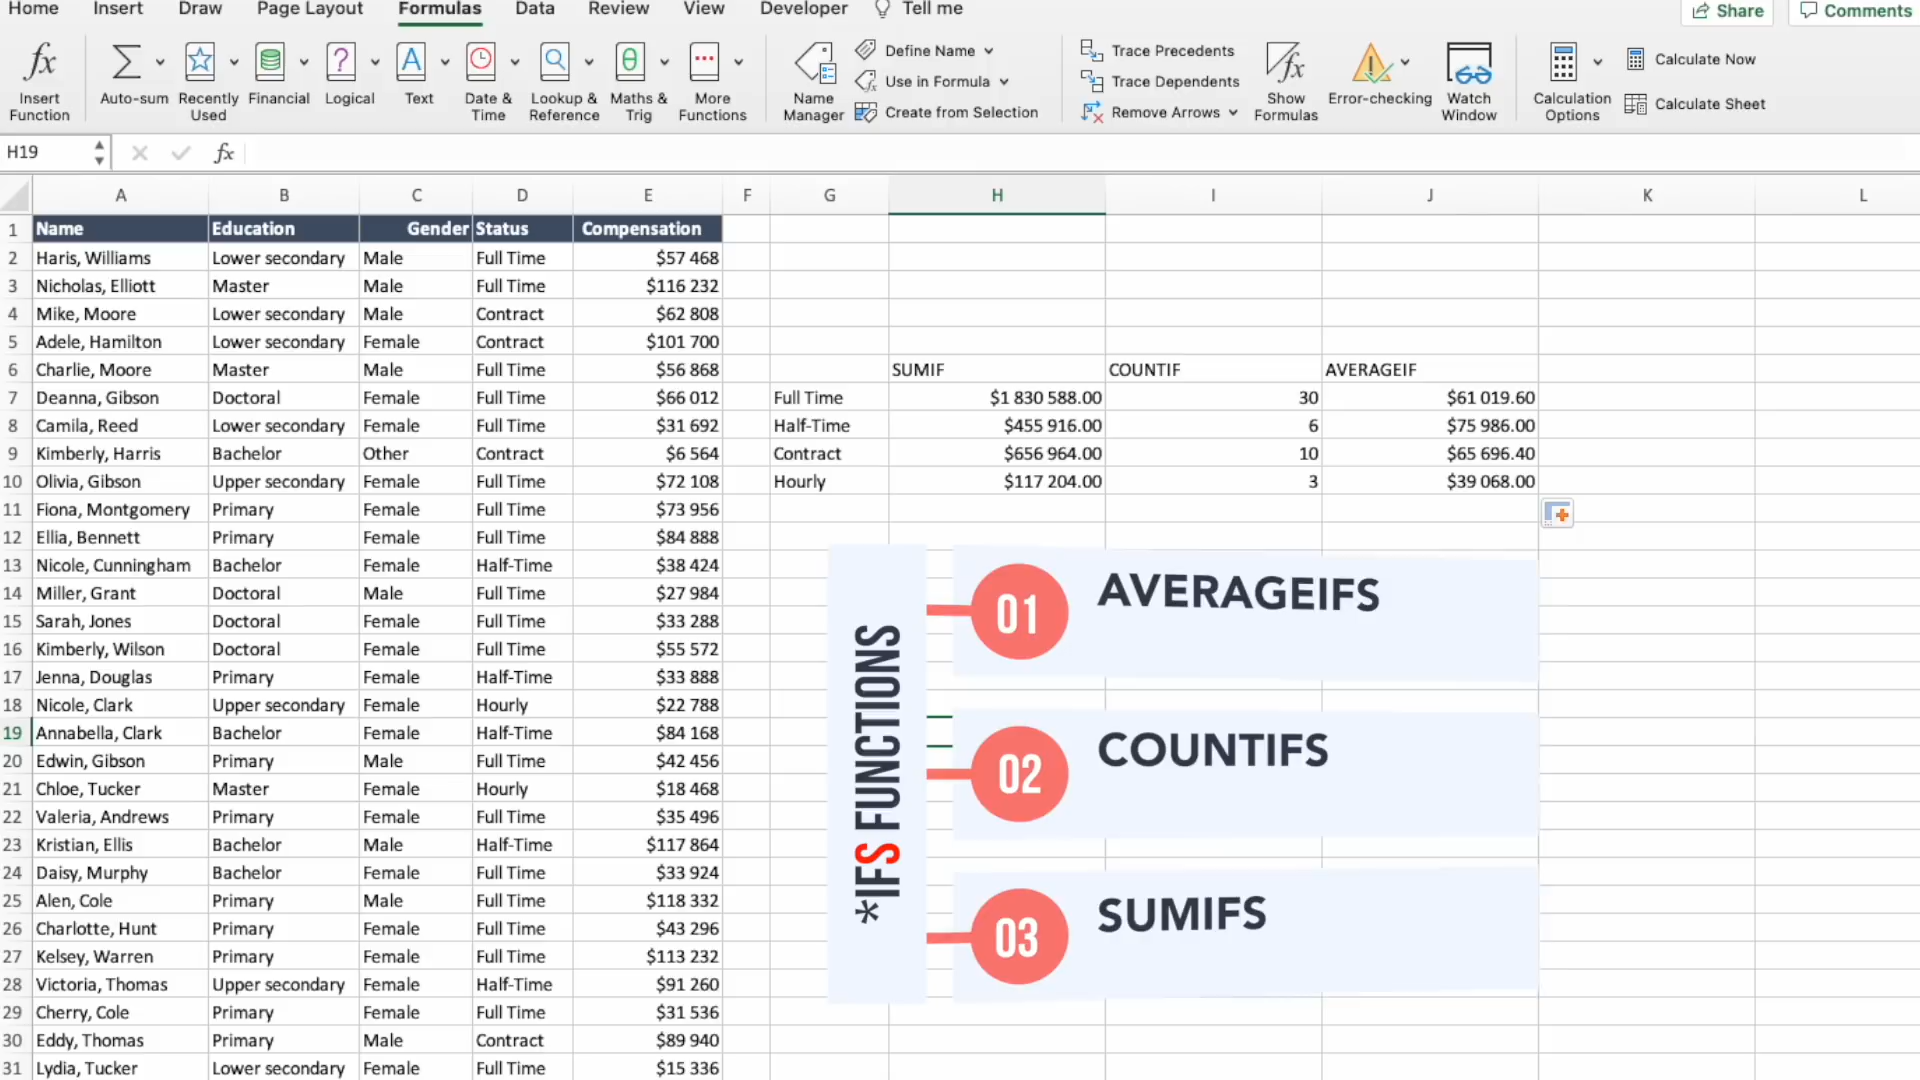 Home Insert Draw Page Layout Formulas Data Review View Developer Tell me Share Comments
Insert Function Auto-sum Recently Used Financial Logical Text Date & Time Lookup & Reference Maths & Trig More Functions Name Manager Define Name Use in Formula Create from Selection Trace Precedents Trace Dependents Remove Arrows Show Formulas Error-checking Watch Window Calculation Options Calculate Now Calculate Sheet
H19 fx
A B C D E F G H I J K L
1 Name Education Gender Status Compensation
2 Haris, Williams Lower secondary Male Full Time $57 468
3 Nicholas, Elliott Master Male Full Time $116 232
4 Mike, Moore Lower secondary Male Contract $62 808
5 Adele, Hamilton Lower secondary Female Contract $101 700
6 Charlie, Moore Master Male Full Time $56 868 SUMIF COUNTIF AVERAGEIF
7 Deanna, Gibson Doctoral Female Full Time $66 012 Full Time $1 830 588.00 30 $61 019.60
8 Camila, Reed Lower secondary Female Full Time $31 692 Half-Time $455 916.00 6 $75 986.00
9 Kimberly, Harris Bachelor Other Contract $6 564 Contract $656 964.00 10 $65 696.40
10 Olivia, Gibson Upper secondary Female Full Time $72 108 Hourly $117 204.00 3 $39 068.00
11 Fiona, Montgomery Primary Female Full Time $73 956
12 Ellia, Bennett Primary Female Full Time $84 888
13 Nicole, Cunningham Bachelor Female Half-Time $38 424
14 Miller, Grant Doctoral Male Full Time $27 984
15 Sarah, Jones Doctoral Female Full Time $33 288
16 Kimberly, Wilson Doctoral Female Full Time $55 572
17 Jenna, Douglas Primary Female Half-Time $33 888
18 Nicole, Clark Upper secondary Female Hourly $22 788
19 Annabella, Clark Bachelor Female Half-Time $84 168
20 Edwin, Gibson Primary Male Full Time $42 456
21 Chloe, Tucker Master Female Hourly $18 468
22 Valeria, Andrews Primary Female Full Time $35 496
23 Kristian, Ellis Bachelor Male Half-Time $117 864
24 Daisy, Murphy Bachelor Female Full Time $33 924
25 Alen, Cole Primary Male Full Time $118 332
26 Charlotte, Hunt Primary Female Full Time $43 296
27 Kelsey, Warren Primary Female Full Time $113 232
28 Victoria, Thomas Upper secondary Female Half-Time $91 260
29 Cherry, Cole Primary Female Full Time $31 536
30 Eddy, Thomas Primary Male Contract $89 940
31 Lydia, Tucker Lower secondary Female Full Time $15 336
*IFS FUNCTIONS
01 AVERAGEIFS
02 COUNTIFS
03 SUMIFS